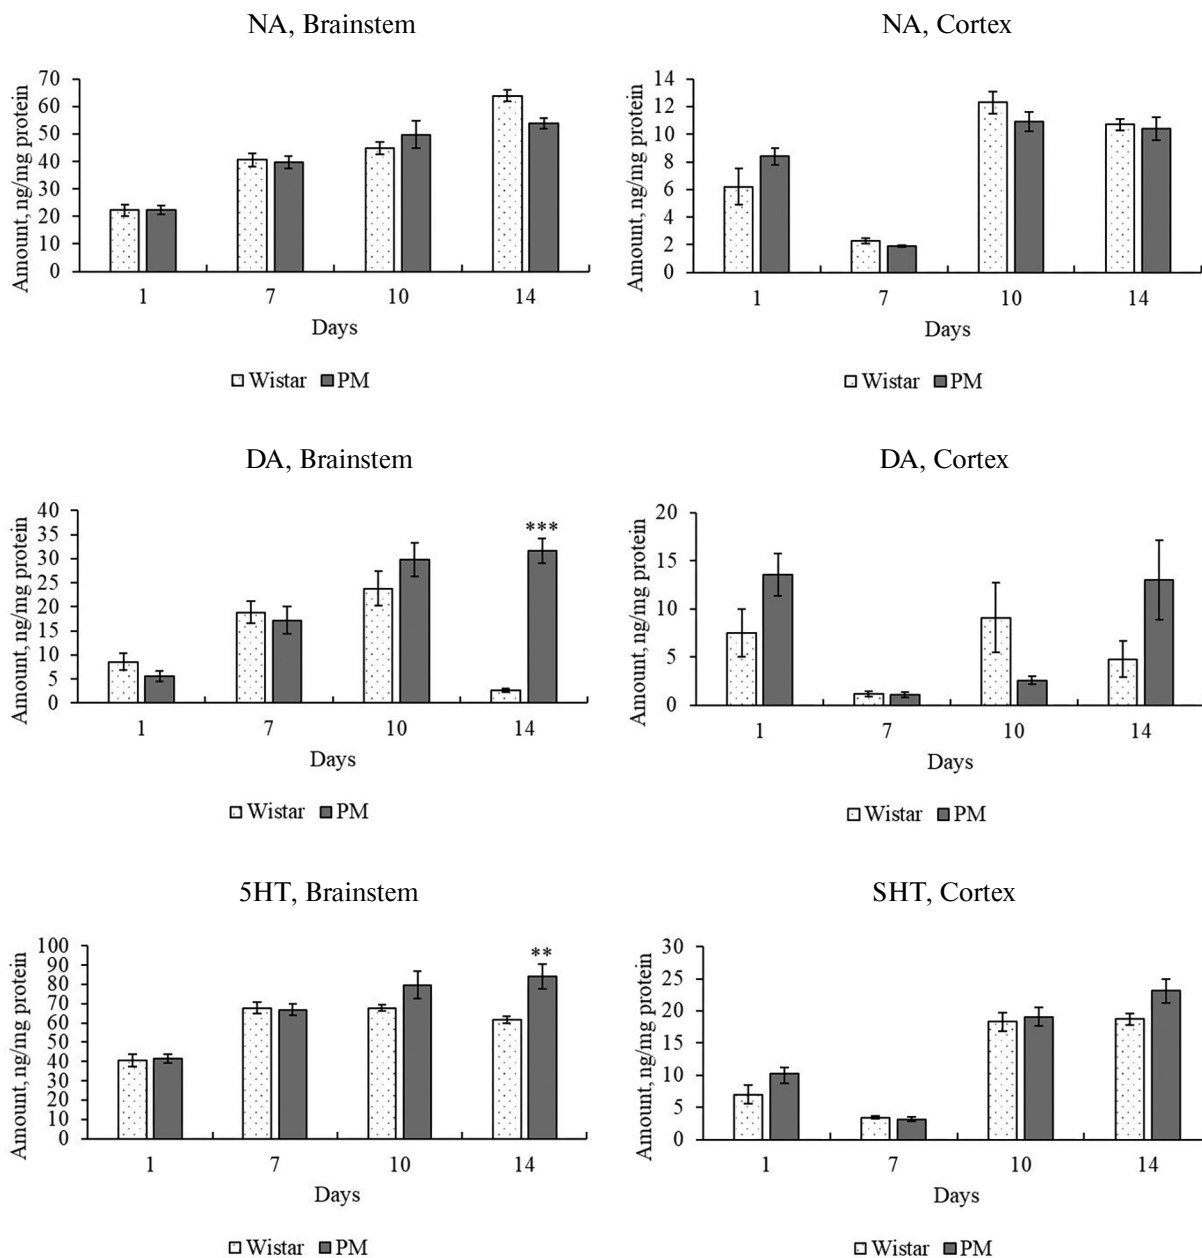 NA, Brainstem
Amount, ng/mg protein
70
60
50
40
30
20
10
0
1 7 10 14
Days
Wistar PM
NA, Cortex
Amount, ng/mg protein
14
12
10
8
6
4
2
0
1 7 10 14
Days
Wistar PM
DA, Brainstem
Amount, ng/mg protein
40
35
30
25
20
15
10
5
0
***
1 7 10 14
Days
Wistar PM
DA, Cortex
Amount, ng/mg protein
20
15
10
5
0
1 7 10 14
Days
Wistar PM
5HT, Brainstem
Amount, ng/mg protein
100
90
80
70
60
50
40
30
20
10
0
**
1 7 10 14
Days
Wistar PM
SHT, Cortex
Amount, ng/mg protein
30
25
20
15
10
5
0
1 7 10 14
Days
Wistar PM